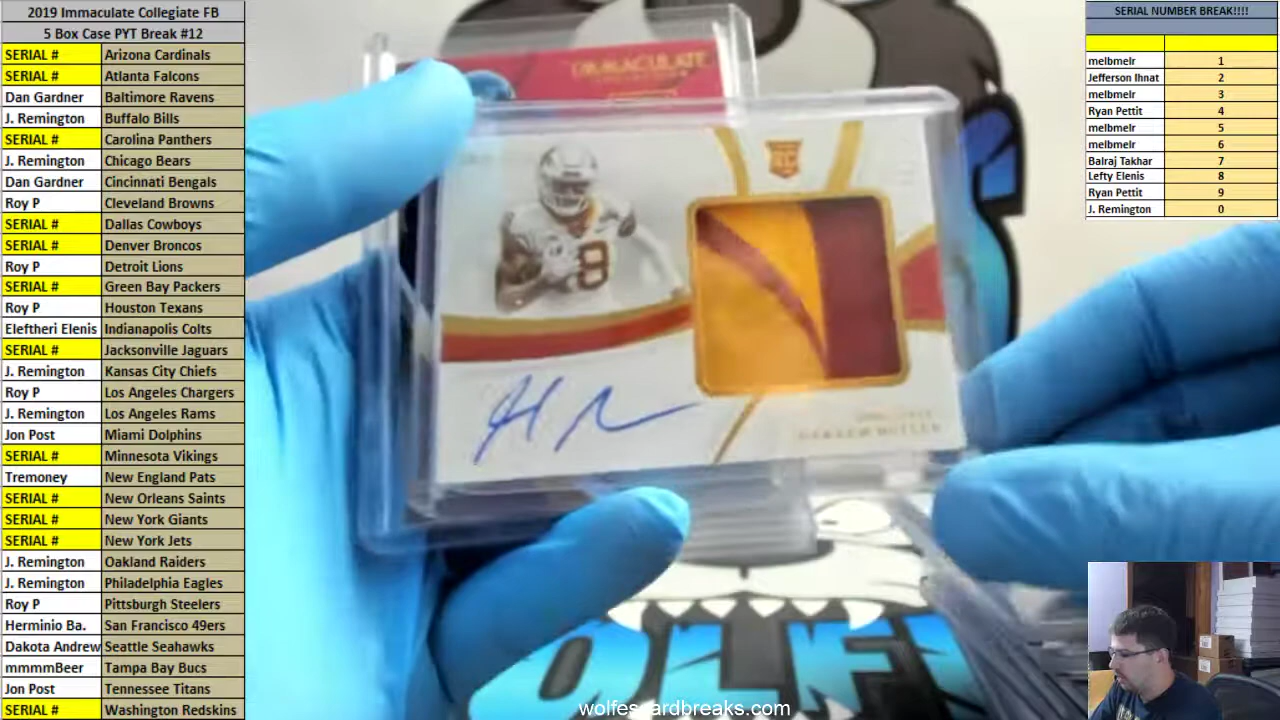 2019 Immaculate Collegiate FB
5 Box Case PYT Break #12
SERIAL # Arizona Cardinals
SERIAL # Atlanta Falcons
Dan Gardner Baltimore Ravens
J. Remington Buffalo Bills
SERIAL # Carolina Panthers
J. Remington Chicago Bears
Dan Gardner Cincinnati Bengals
Roy P Cleveland Browns
SERIAL # Dallas Cowboys
SERIAL # Denver Broncos
Roy P Detroit Lions
SERIAL # Green Bay Packers
Roy P Houston Texans
Eleftheri Elenis Indianapolis Colts
SERIAL # Jacksonville Jaguars
J. Remington Kansas City Chiefs
Roy P Los Angeles Chargers
J. Remington Los Angeles Rams
Jon Post Miami Dolphins
SERIAL # Minnesota Vikings
Tremoney New England Pats
SERIAL # New Orleans Saints
SERIAL # New York Giants
SERIAL # New York Jets
J. Remington Oakland Raiders
J. Remington Philadelphia Eagles
Roy P Pittsburgh Steelers
Herminio Ba. San Francisco 49ers
Dakota Andrew Seattle Seahawks
mmmmBeer Tampa Bay Bucs
Jon Post Tennessee Titans
SERIAL # Washington Redskins
IMMACULATE
RC
8
HAKEEM BUTLER
OLF
wolfescardbreaks.com
SERIAL NUMBER BREAK!!!!
melbmelr 1
Jefferson Ihnat 2
melbmelr 3
Ryan Pettit 4
melbmelr 5
melbmelr 6
Balraj Takhar 7
Lefty Elenis 8
Ryan Pettit 9
J. Remington 0